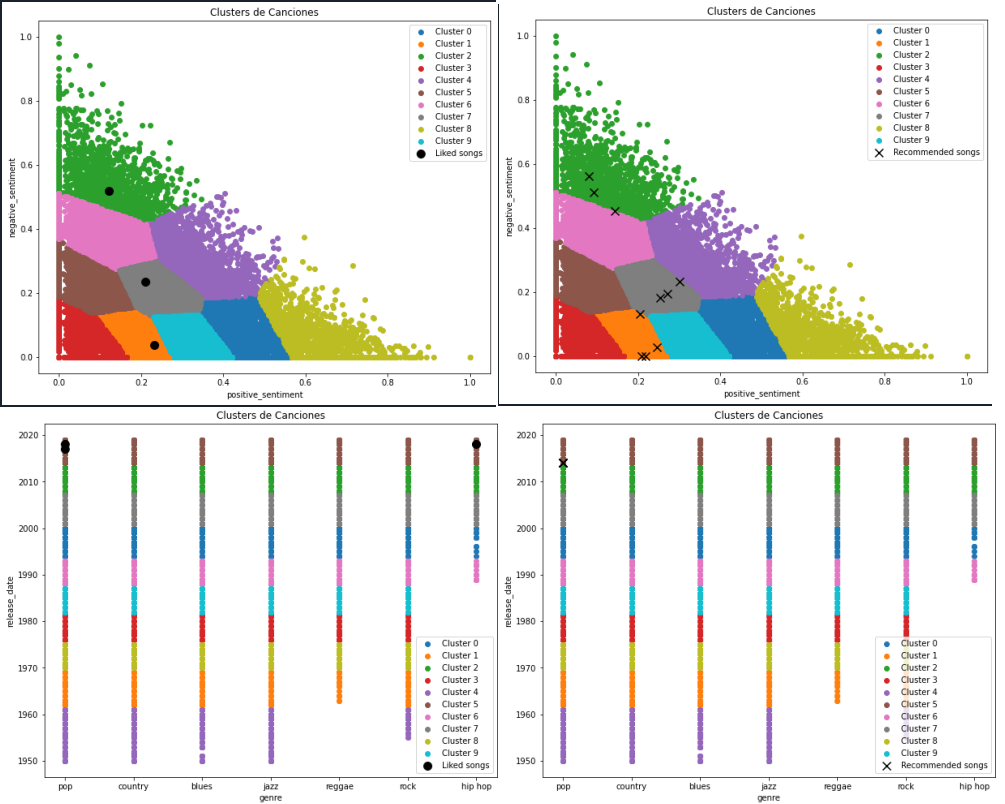 Clusters de Canciones
1.0
0.8
0.6
0.4
0.2
0.0
negative_sentiment
0.0 0.2 0.4 0.6 0.8 1.0
positive_sentiment
Cluster 0
Cluster 1
Cluster 2
Cluster 3
Cluster 4
Cluster 5
Cluster 6
Cluster 7
Cluster 8
Cluster 9
Liked songs
Clusters de Canciones
1.0
0.8
0.6
0.4
0.2
0.0
negative_sentiment
0.0 0.2 0.4 0.6 0.8 1.0
positive_sentiment
Cluster 0
Cluster 1
Cluster 2
Cluster 3
Cluster 4
Cluster 5
Cluster 6
Cluster 7
Cluster 8
Cluster 9
Recommended songs
Clusters de Canciones
2020
2010
2000
1990
1980
1970
1960
1950
release_date
pop country blues jazz reggae rock hip hop
genre
Cluster 0
Cluster 1
Cluster 2
Cluster 3
Cluster 4
Cluster 5
Cluster 6
Cluster 7
Cluster 8
Cluster 9
Liked songs
Clusters de Canciones
2020
2010
2000
1990
1980
1970
1960
1950
release_date
pop country blues jazz reggae rock hip hop
genre
Cluster 0
Cluster 1
Cluster 2
Cluster 3
Cluster 4
Cluster 5
Cluster 6
Cluster 7
Cluster 8
Cluster 9
Recommended songs